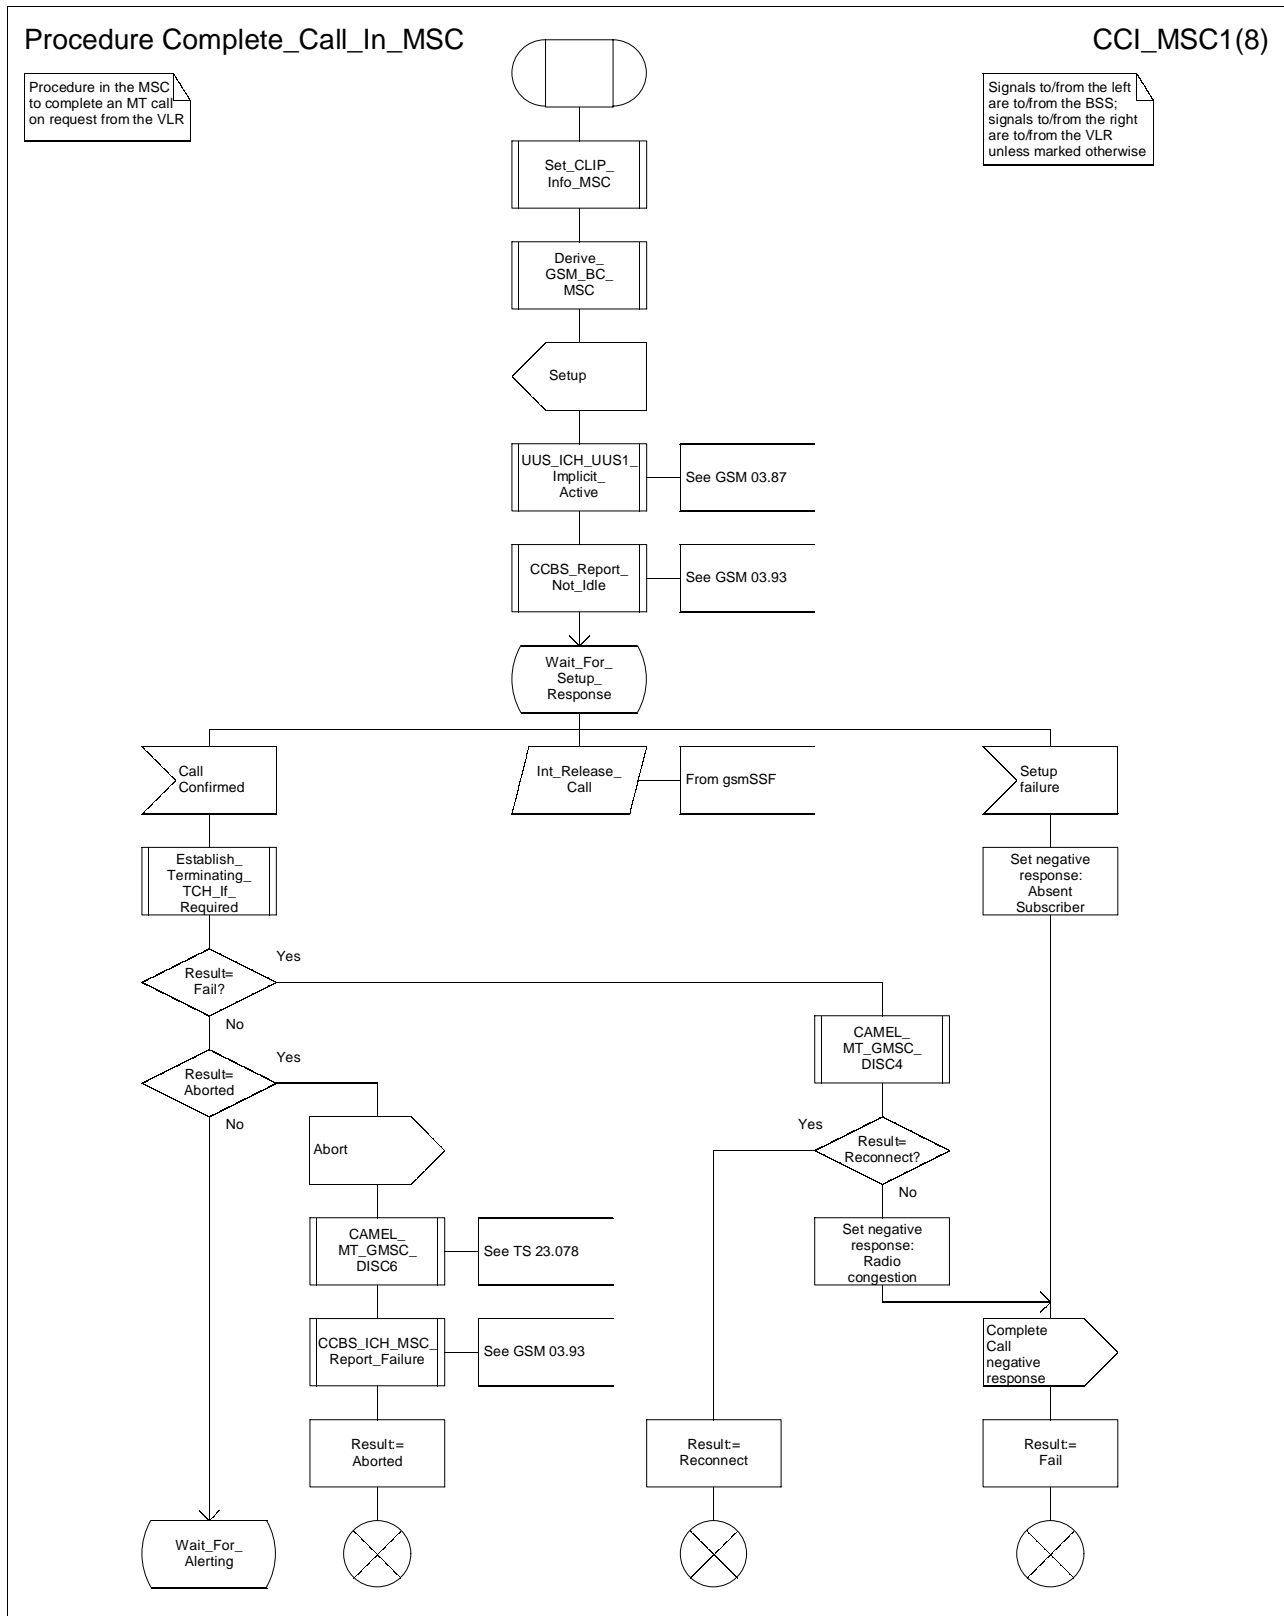 Procedure Complete_Call_In_MSC
CCI_MSC1(8)
Procedure in the MSC
to complete an MT call
on request from the VLR
Signals to/from the left
are to/from the BSS;
signals to/from the right
are to/from the VLR
unless marked otherwise
Set_CLIP_
Info_MSC
Derive_
GSM_BC_
MSC
Setup
UUS_ICH_UUS1_
Implicit_
Active
See GSM 03.87
CCBS_Report_
Not_Idle
See GSM 03.93
Wait_For_
Setup_
Response
Call
Confirmed
Int_Release_
Call
From gsmSSF
Setup
failure
Establish_
Terminating_
TCH_If_
Required
Set negative
response:
Absent
Subscriber
Result=
Fail?
Yes
No
CAMEL_
MT_GMSC_
DISC4
Result=
Aborted
Yes
No
Abort
Yes
Result=
Reconnect?
No
CAMEL_
MT_GMSC_
DISC6
See TS 23.078
Set negative
response:
Radio
congestion
CCBS_ICH_MSC_
Report_Failure
See GSM 03.93
Complete
Call
negative
response
Result:=
Aborted
Result:=
Reconnect
Result:=
Fail
Wait_For_
Alerting